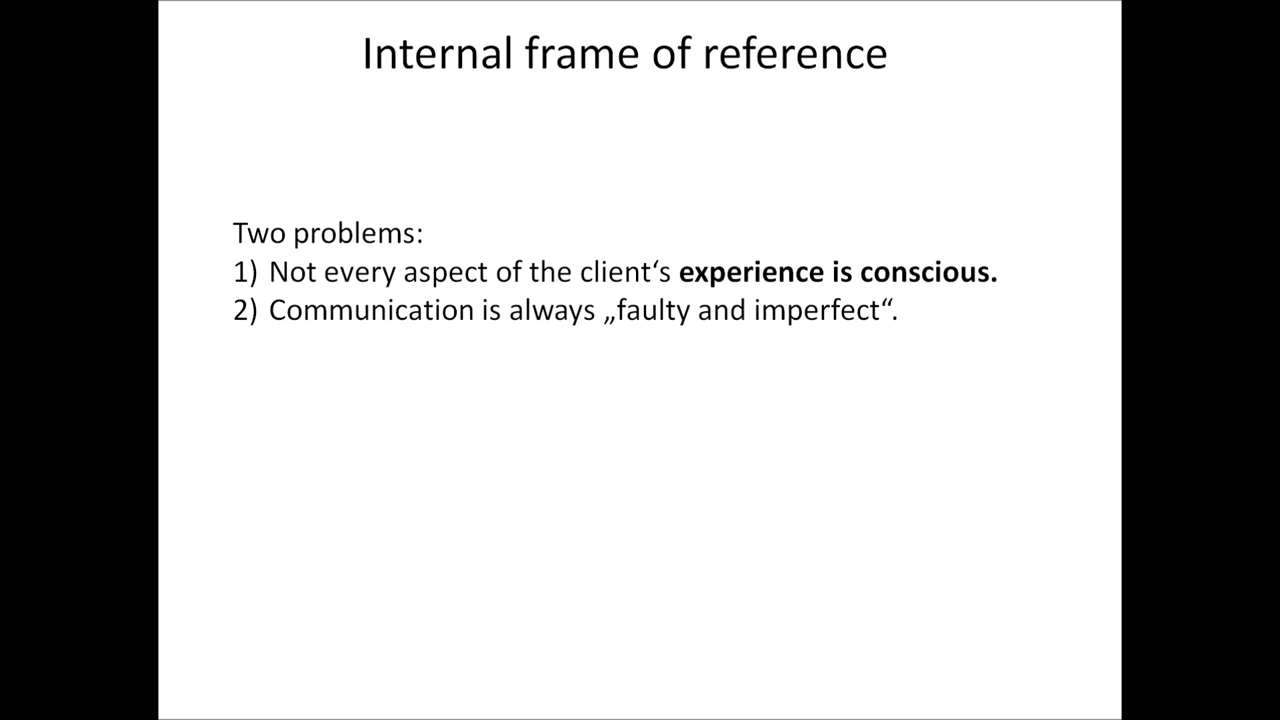 Internal frame of reference
Two problems:
1) Not every aspect of the client‘s experience is conscious.
2) Communication is always „faulty and imperfect“.